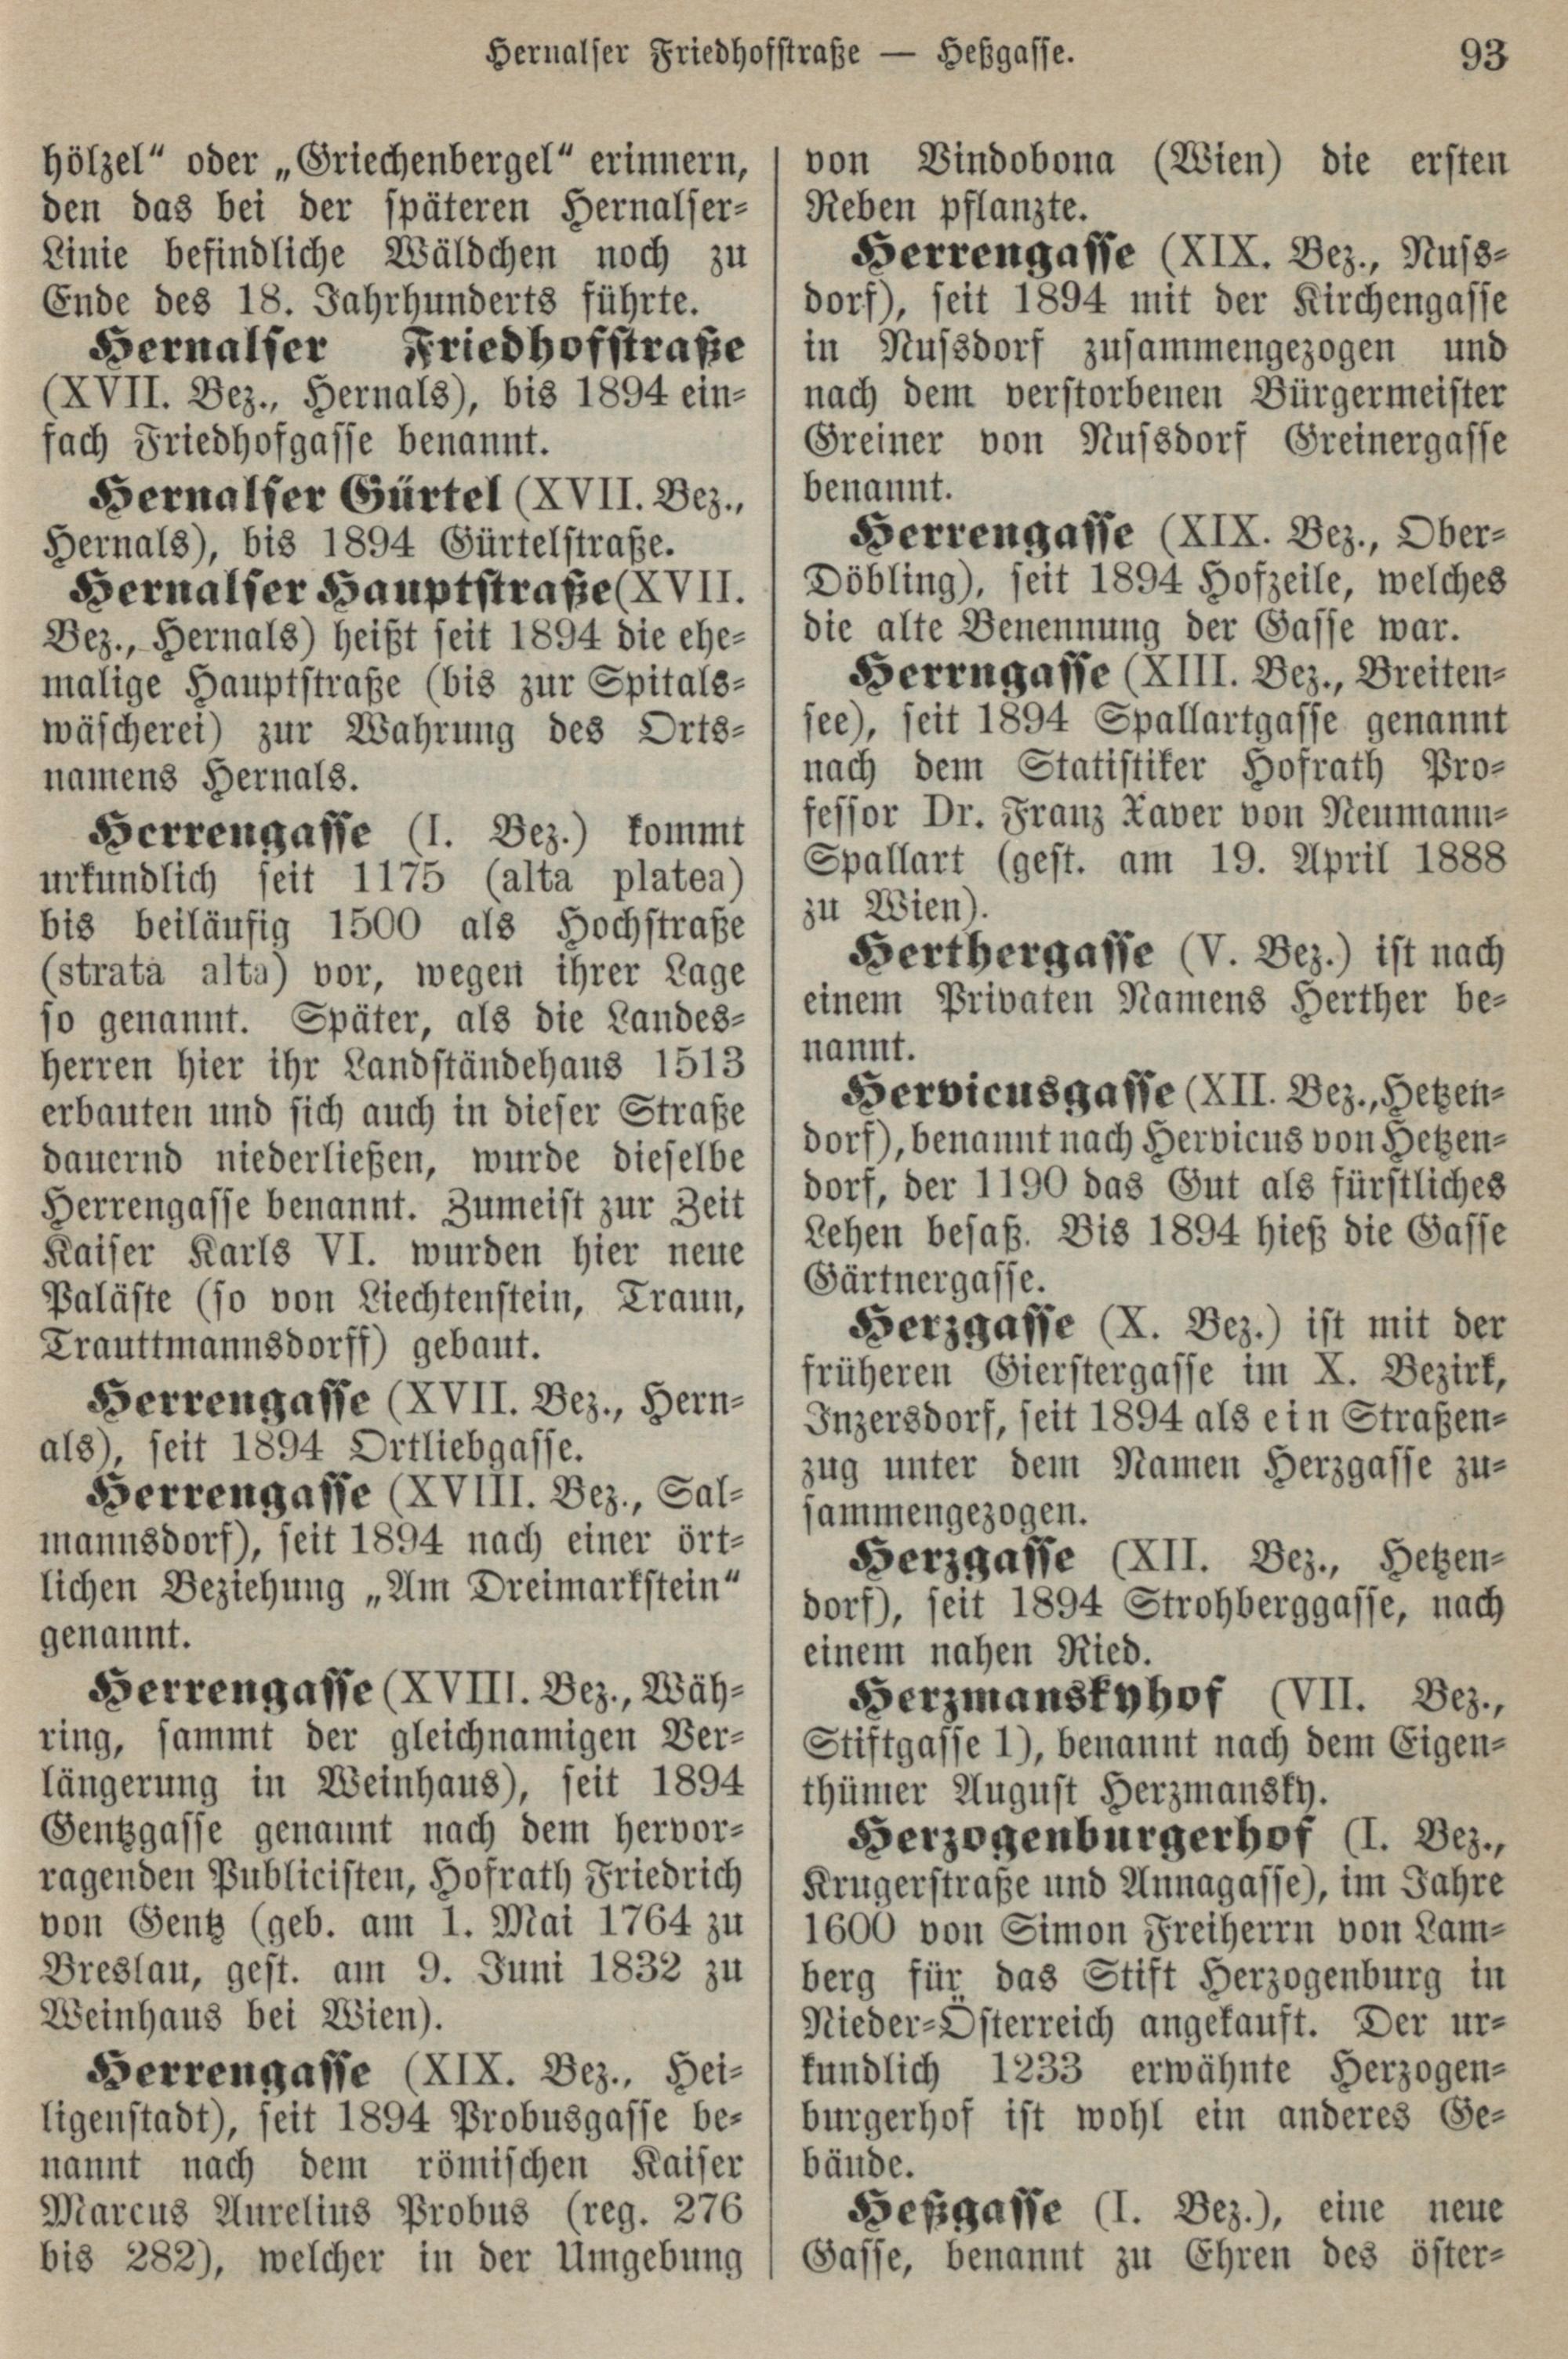 Hernalser Friedhofstraße — Heßgasse.
93
hölzel“ oder „Griechenbergel“ erinnern,
den das bei der späteren Hernalser-
Linie befindliche Wäldchen noch zu
Ende des 18. Jahrhunderts führte.
Hernalser Friedhofstraße
(XVII. Bez., Hernals), bis 1894 ein-
fach Friedhofgasse benannt.
Hernalser Gürtel (XVII. Bez.,
Hernals), bis 1894 Gürtelstraße.
Hernalser Hauptstraße (XVII.
Bez., Hernals) heißt seit 1894 die ehe-
malige Hauptstraße (bis zur Spitals-
wäscherei) zur Wahrung des Orts-
namens Hernals.
Herrengasse (I. Bez.) kommt
urkundlich seit 1175 (alta platea)
bis beiläufig 1500 als Hochstraße
(strata alta) vor, wegen ihrer Lage
so genannt. Später, als die Landes-
herren hier ihr Landständehaus 1513
erbauten und sich auch in dieser Straße
dauernd niederließen, wurde dieselbe
Herrengasse benannt. Zumeist zur Zeit
Kaiser Karls VI. wurden hier neue
Paläste (so von Liechtenstein, Traun,
Trauttmannsdorff) gebaut.
Herrengasse (XVII. Bez., Hern-
als), seit 1894 Ortliebgasse.
Herrengasse (XVIII. Bez., Sal-
mannsdorf), seit 1894 nach einer ört-
lichen Beziehung „Am Dreimarkstein“
genannt.
Herrengasse (XVIII. Bez., Wäh-
ring, sammt der gleichnamigen Ver-
längerung in Weinhaus), seit 1894
Gentzgasse genannt nach dem hervor-
ragenden Publicisten, Hofrath Friedrich
von Gentz (geb. am 1. Mai 1764 zu
Breslau, gest. am 9. Juni 1832 zu
Weinhaus bei Wien).
Herrengasse (XIX. Bez., Hei-
ligenstadt), seit 1894 Probusgasse be-
nannt nach dem römischen Kaiser
Marcus Aurelius Probus (reg. 276
bis 282), welcher in der Umgebung
von Vindobona (Wien) die ersten
Reben pflanzte.
Herrengasse (XIX. Bez., Nuss-
dorf), seit 1894 mit der Kirchengasse
in Nussdorf zusammengezogen und
nach dem verstorbenen Bürgermeister
Greiner von Nussdorf Greinergasse
benannt.
Herrengasse (XIX. Bez., Ober-
Döbling), seit 1894 Hofzeile, welches
die alte Benennung der Gasse war.
Herrngasse (XIII. Bez., Breiten-
see), seit 1894 Spallartgasse genannt
nach dem Statistiker Hofrath Pro-
fessor Dr. Franz Xaver von Neumann-
Spallart (gest. am 19. April 1888
zu Wien).
Herthergasse (V. Bez.) ist nach
einem Privaten Namens Herther be-
nannt.
Hervicusgasse (XII. Bez., Hetzen-
dorf), benannt nach Hervicus von Hetzen-
dorf, der 1190 das Gut als fürstliches
Lehen besaß. Bis 1894 hieß die Gasse
Gärtnergasse.
Herzgasse (X. Bez.) ist mit der
früheren Gierstergasse im X. Bezirk,
Inzersdorf, seit 1894 als ein Straßen-
zug unter dem Namen Herzgasse zu-
sammengezogen.
Herzgasse (XII. Bez., Hetzen-
dorf), seit 1894 Strohberggasse, nach
einem nahen Ried.
Herzmanskyhof (VII. Bez.,
Stiftgasse 1), benannt nach dem Eigen-
thümer August Herzmansky.
Herzogenburgerhof (I. Bez.,
Krugerstraße und Annagasse), im Jahre
1600 von Simon Freiherrn von Lam-
berg für das Stift Herzogenburg in
Nieder-Österreich angekauft. Der ur-
kundlich 1233 erwähnte Herzogen-
burgerhof ist wohl ein anderes Ge-
bäude.
Heßgasse (I. Bez.), eine neue
Gasse, benannt zu Ehren des öster-